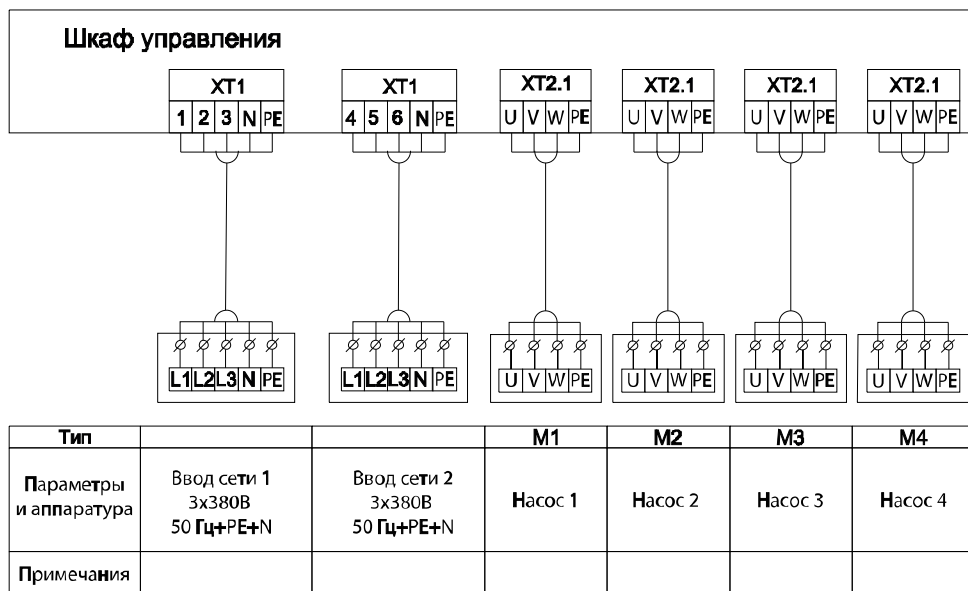 Шкаф управления
XT1 XT1 XT2.1 XT2.1 XT2.1 XT2.1
1 2 3 N PE 4 5 6 N PE U V W PE U V W PE U V W PE U V W PE
L1 L2 L3 N PE L1 L2 L3 N PE U V W PE U V W PE U V W PE U V W PE
Тип M1 M2 M3 M4
Параметры
и аппаратура
Ввод сети 1
3x380В
50 Гц+PE+N
Ввод сети 2
3x380В
50 Гц+PE+N
Насос 1
Насос 2
Насос 3
Насос 4
Примечания